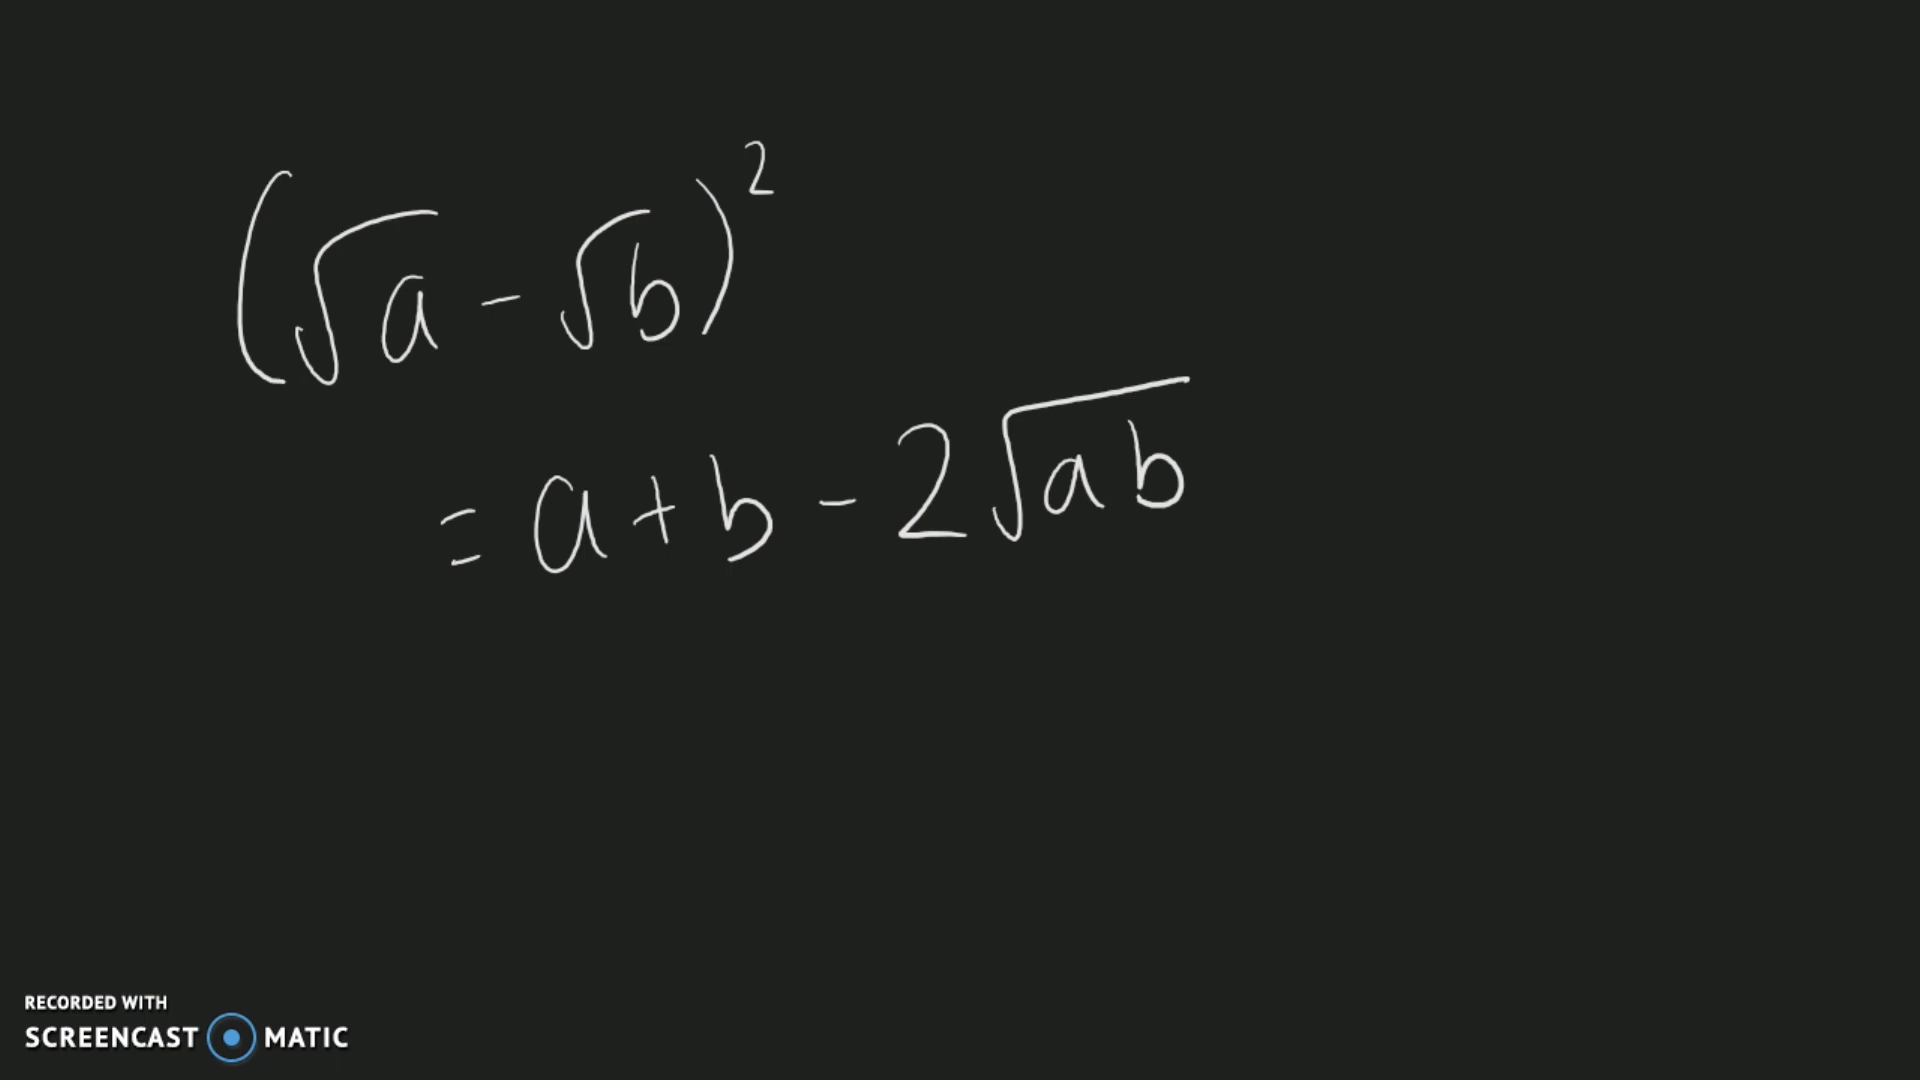 (√a - √b)²
= a + b - 2√ab
RECORDED WITH
SCREENCAST MATIC